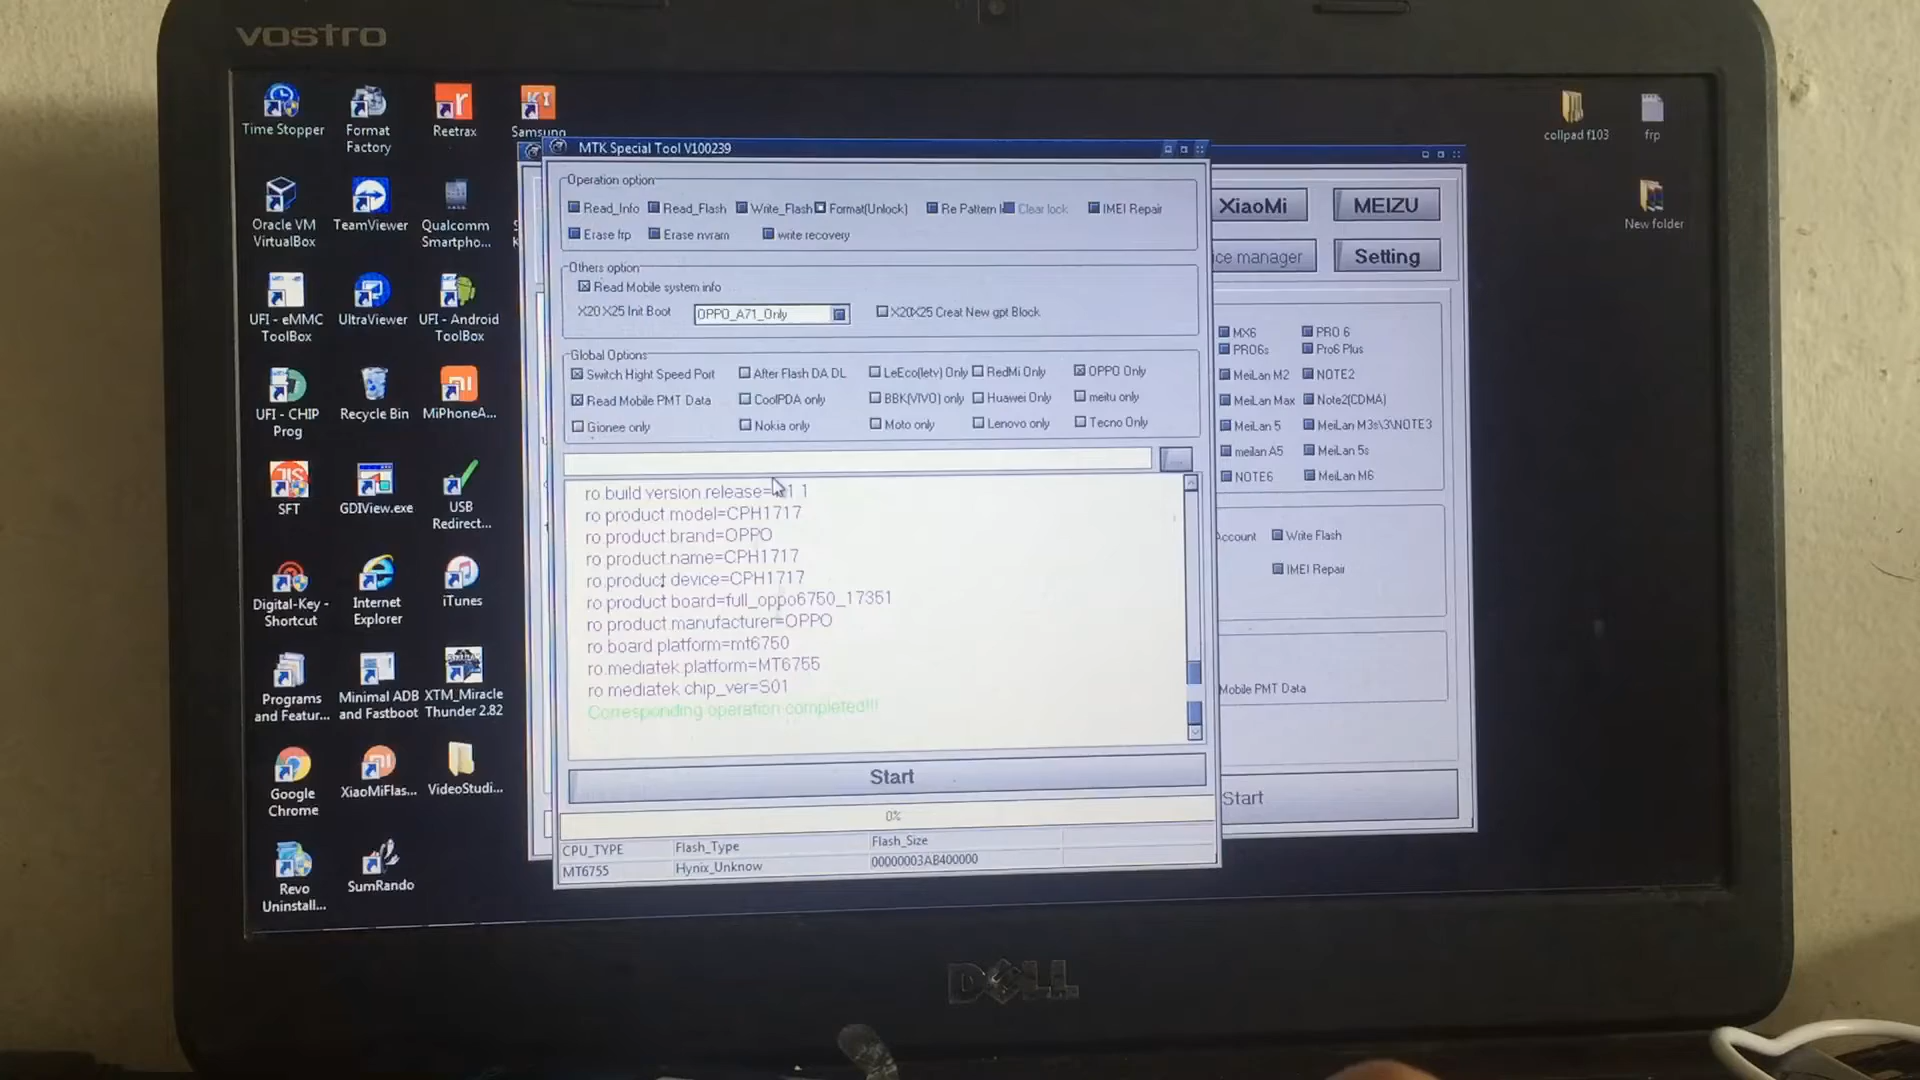 vostro
Time Stopper
Format
Factory
Reetrax
Samsung
Oracle VM
VirtualBox
TeamViewer
Qualcomm
Smartpho...
UFI - eMMC
ToolBox
UltraViewer
UFI - Android
ToolBox
UFI - CHIP
Prog
Recycle Bin
MiPhoneA...
SFT
GDIView.exe
USB
Redirect...
Digital-Key -
Shortcut
Internet
Explorer
iTunes
Programs
and Featur...
Minimal ADB
and Fastboot
XTM_Miracle
Thunder 2.82
Google
Chrome
XiaoMiFlas...
VideoStudi...
Revo
Uninstall...
SumRando
collpad f103
frp
New folder
MTK Special Tool V100239
Operation option
Read_Info
Read_Flash
Write_Flash
Format(Unlock)
Re Pattern
Clear lock
IMEI Repair
Erase frp
Erase nvram
write recovery
Others option
Read Mobile system info
X20 X25 Init Boot
OPPO_A71_Only
X20X25 Creat New gpt Block
Global Options
Switch Hight Speed Port
After Flash DA DL
LeEco(letv) Only
RedMi Only
OPPO Only
Read Mobile PMT Data
CoolPDA only
BBK(VIVO) only
Huawei Only
meitu only
Gionee only
Nokia only
Moto only
Lenovo only
Tecno Only
...
ro build version release=
ro product model=CPH1717
ro product brand=OPPO
ro product name=CPH1717
ro product device=CPH1717
ro product board=full_oppo6750_17351
ro product manufacturer=OPPO
ro board platform=mt6750
ro mediatek platform=MT6755
ro mediatek chip_ver=S01
Corresponding operation completed!!!
Start
0%
CPU_TYPE
Flash_Type
Flash_Size
MT6755
Hynix_Unknow
00000003AB400000
XiaoMi
MEIZU
ice manager
Setting
MX6
PRO 6
PRO6s
Pro6 Plus
MeiLan M2
NOTE2
MeiLan Max
Note2(CDMA)
MeiLan 5
MeiLan M3s\3\NOTE3
meilan A5
MeiLan 5s
NOTE6
MeiLan M6
Account
Write Flash
IMEI Repair
Mobile PMT Data
Start
DELL